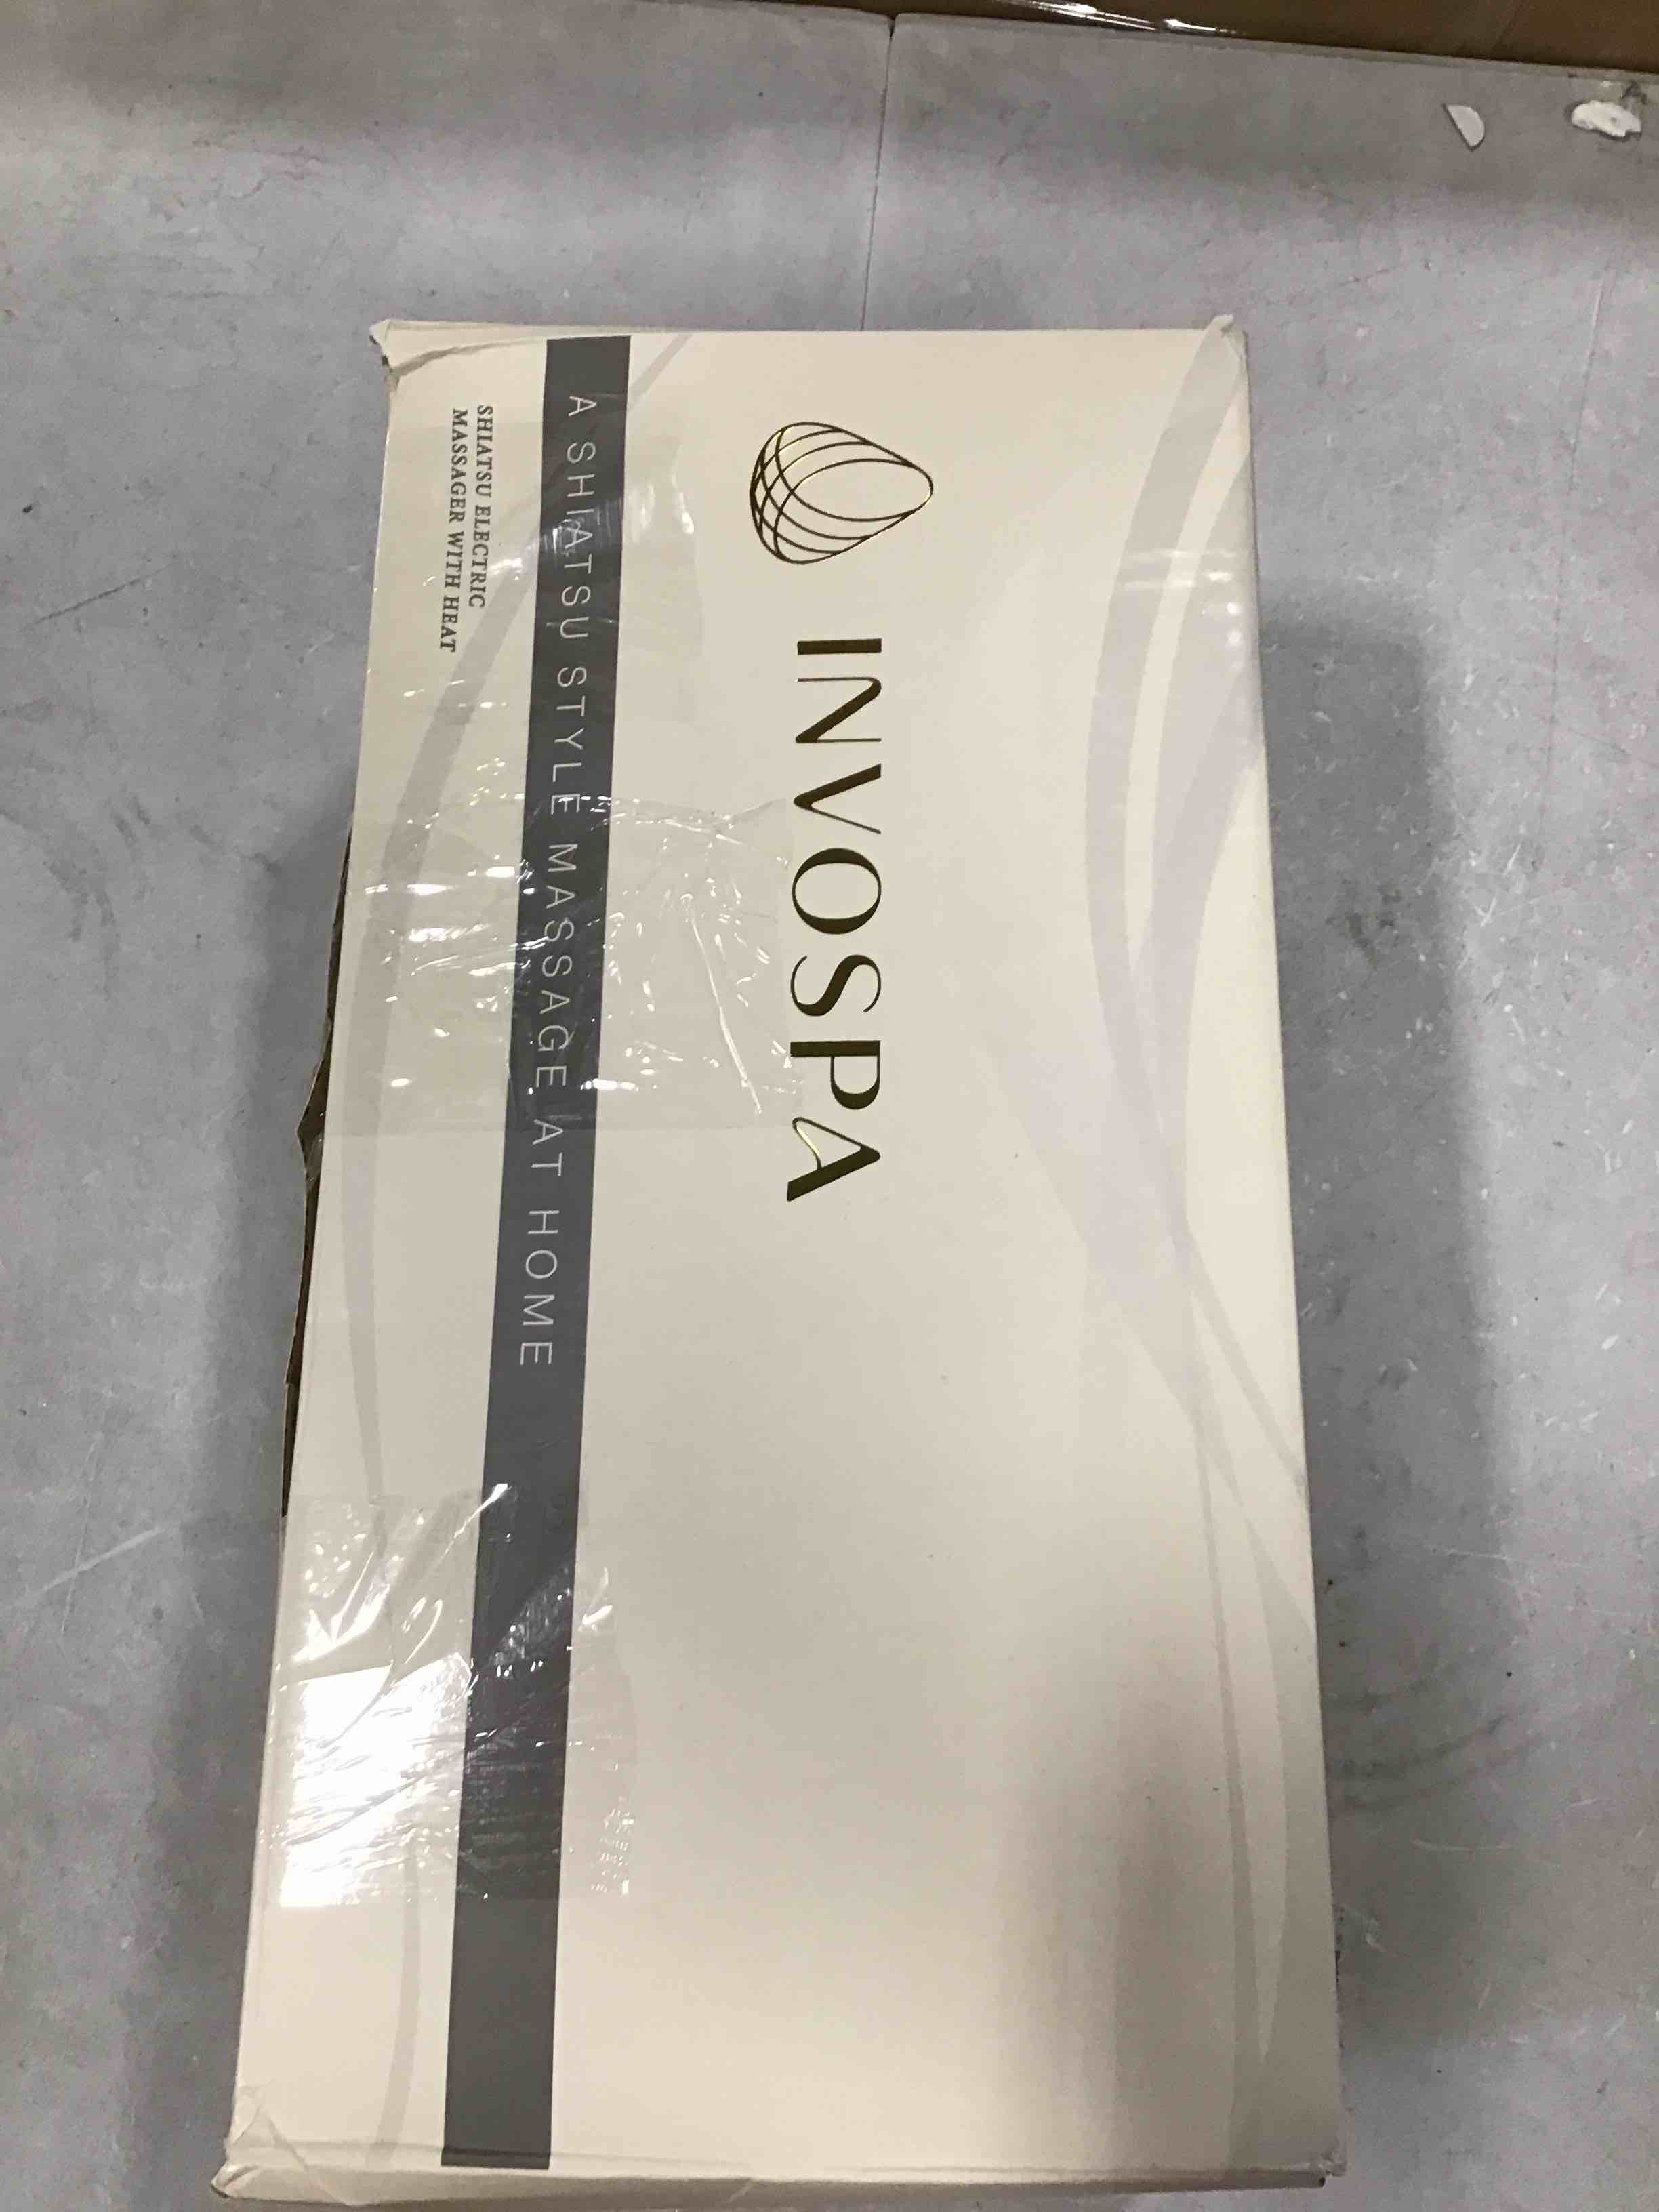 INVOSPA
A SHIATSU STYLE MASSAGE AT HOME
SHIATSU ELECTRIC
MASSAGER WITH HEAT